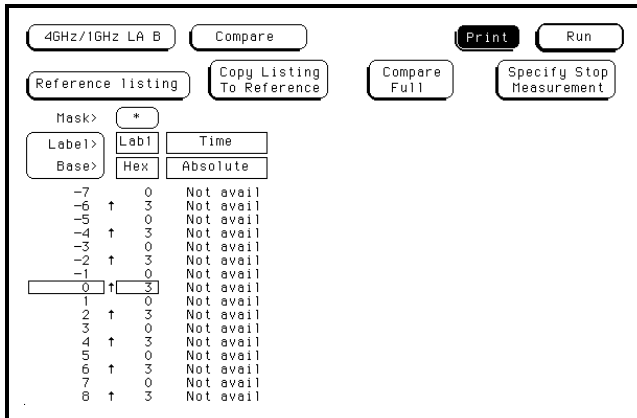 4GHz/1GHz LA B Compare Print Run
Reference listing Copy Listing To Reference Compare Full Specify Stop Measurement
Mask> *
Label> Lab1 Time
Base> Hex Absolute
-7 0 Not avail
-6 ↑ 3 Not avail
-5 0 Not avail
-4 ↑ 3 Not avail
-3 0 Not avail
-2 ↑ 3 Not avail
-1 0 Not avail
0 ↑ 3 Not avail
1 0 Not avail
2 ↑ 3 Not avail
3 0 Not avail
4 ↑ 3 Not avail
5 0 Not avail
6 ↑ 3 Not avail
7 0 Not avail
8 ↑ 3 Not avail